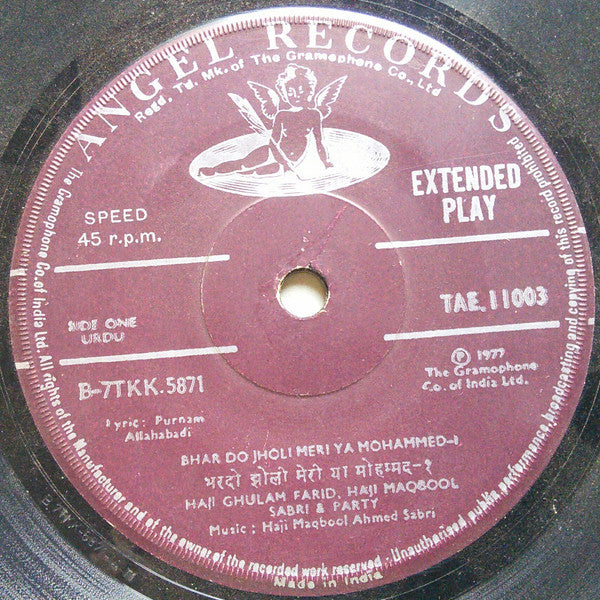 ANGEL RECORDS
Regd. Td. Mk. of The Gramophone Co., Ltd
EXTENDED
PLAY
SPEED
45 r.p.m.
TAE. 11003
SIDE ONE
URDU
B-7TKK.5871
℗ 1977
The Gramophone
Co. of India Ltd.
Lyric: Purnam
Allahabadi
BHAR DO JHOLI MERI YA MOHAMMED-I.
भरदो झोली मेरी या मोहम्मद-१
HAJI GHULAM FARID, HAJI MAQBOOL
SABRI & PARTY
Music : Haji Maqbool Ahmed Sabri
The Gramophone Co. of India Ltd. All rights of the Manufacturer and of the owner of the recorded work reserved - Unauthorised public performance, broadcasting and copying of this record prohibited
Made in India